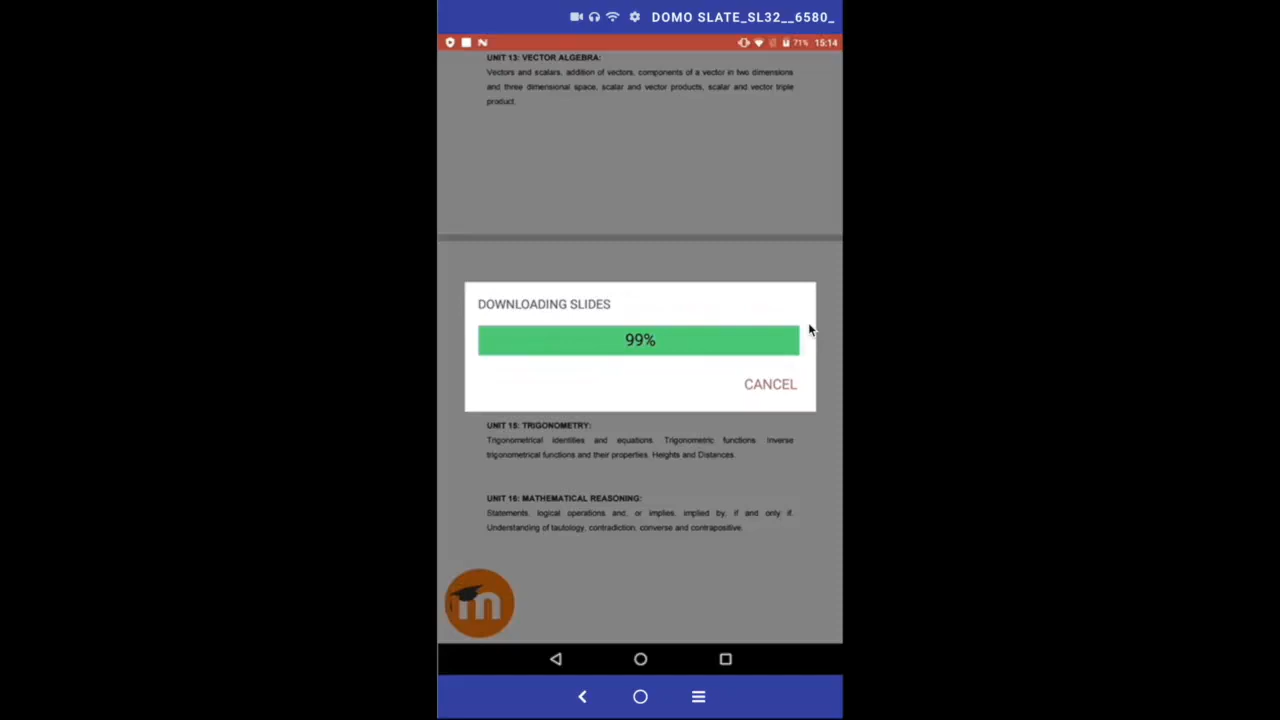 DOMO SLATE_SL32__6580_
71% 15:14
UNIT 13: VECTOR ALGEBRA:
Vectors and scalars, addition of vectors, components of a vector in two dimensions
and three dimensional space, scalar and vector products, scalar and vector triple
product.
DOWNLOADING SLIDES
99%
CANCEL
UNIT 15: TRIGONOMETRY:
Trigonometrical identities and equations. Trigonometric functions. Inverse
trigonometrical functions and their properties. Heights and Distances.
UNIT 16: MATHEMATICAL REASONING:
Statements, logical operations and, or implies, implied by, if and only if.
Understanding of tautology, contradiction, converse and contrapositive.
m